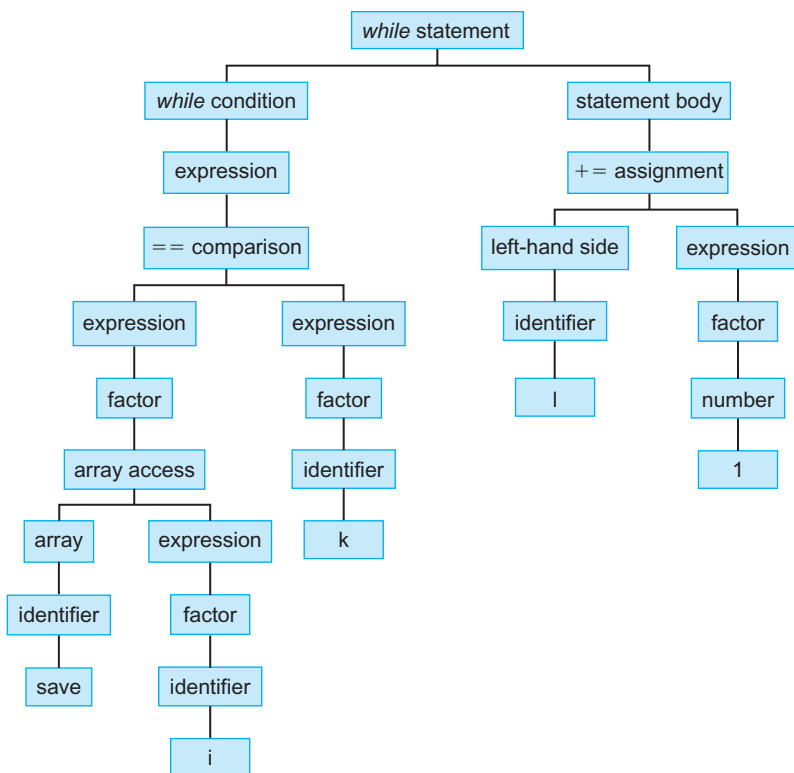 while statement
while condition
statement body
expression
+= assignment
== comparison
left-hand side
expression
expression
expression
identifier
factor
factor
factor
l
number
array access
identifier
1
array
expression
k
identifier
factor
save
identifier
i